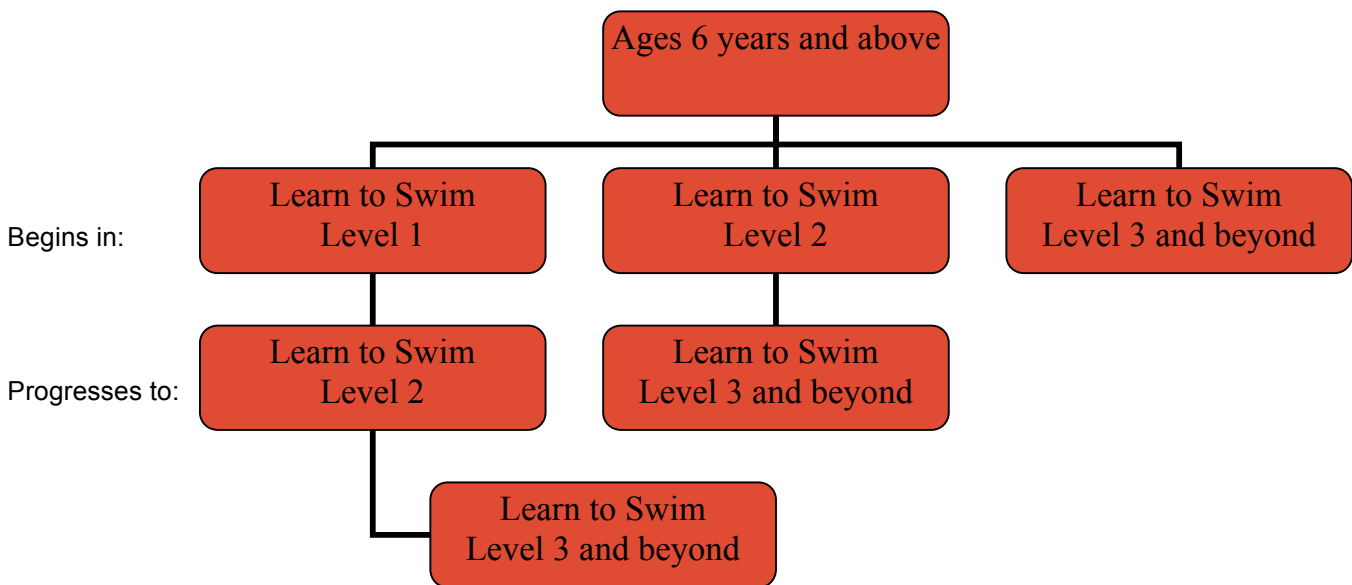 Ages 6 years and above
Begins in:
Learn to Swim
Level 1
Learn to Swim
Level 2
Learn to Swim
Level 3 and beyond
Progresses to:
Learn to Swim
Level 2
Learn to Swim
Level 3 and beyond
Learn to Swim
Level 3 and beyond